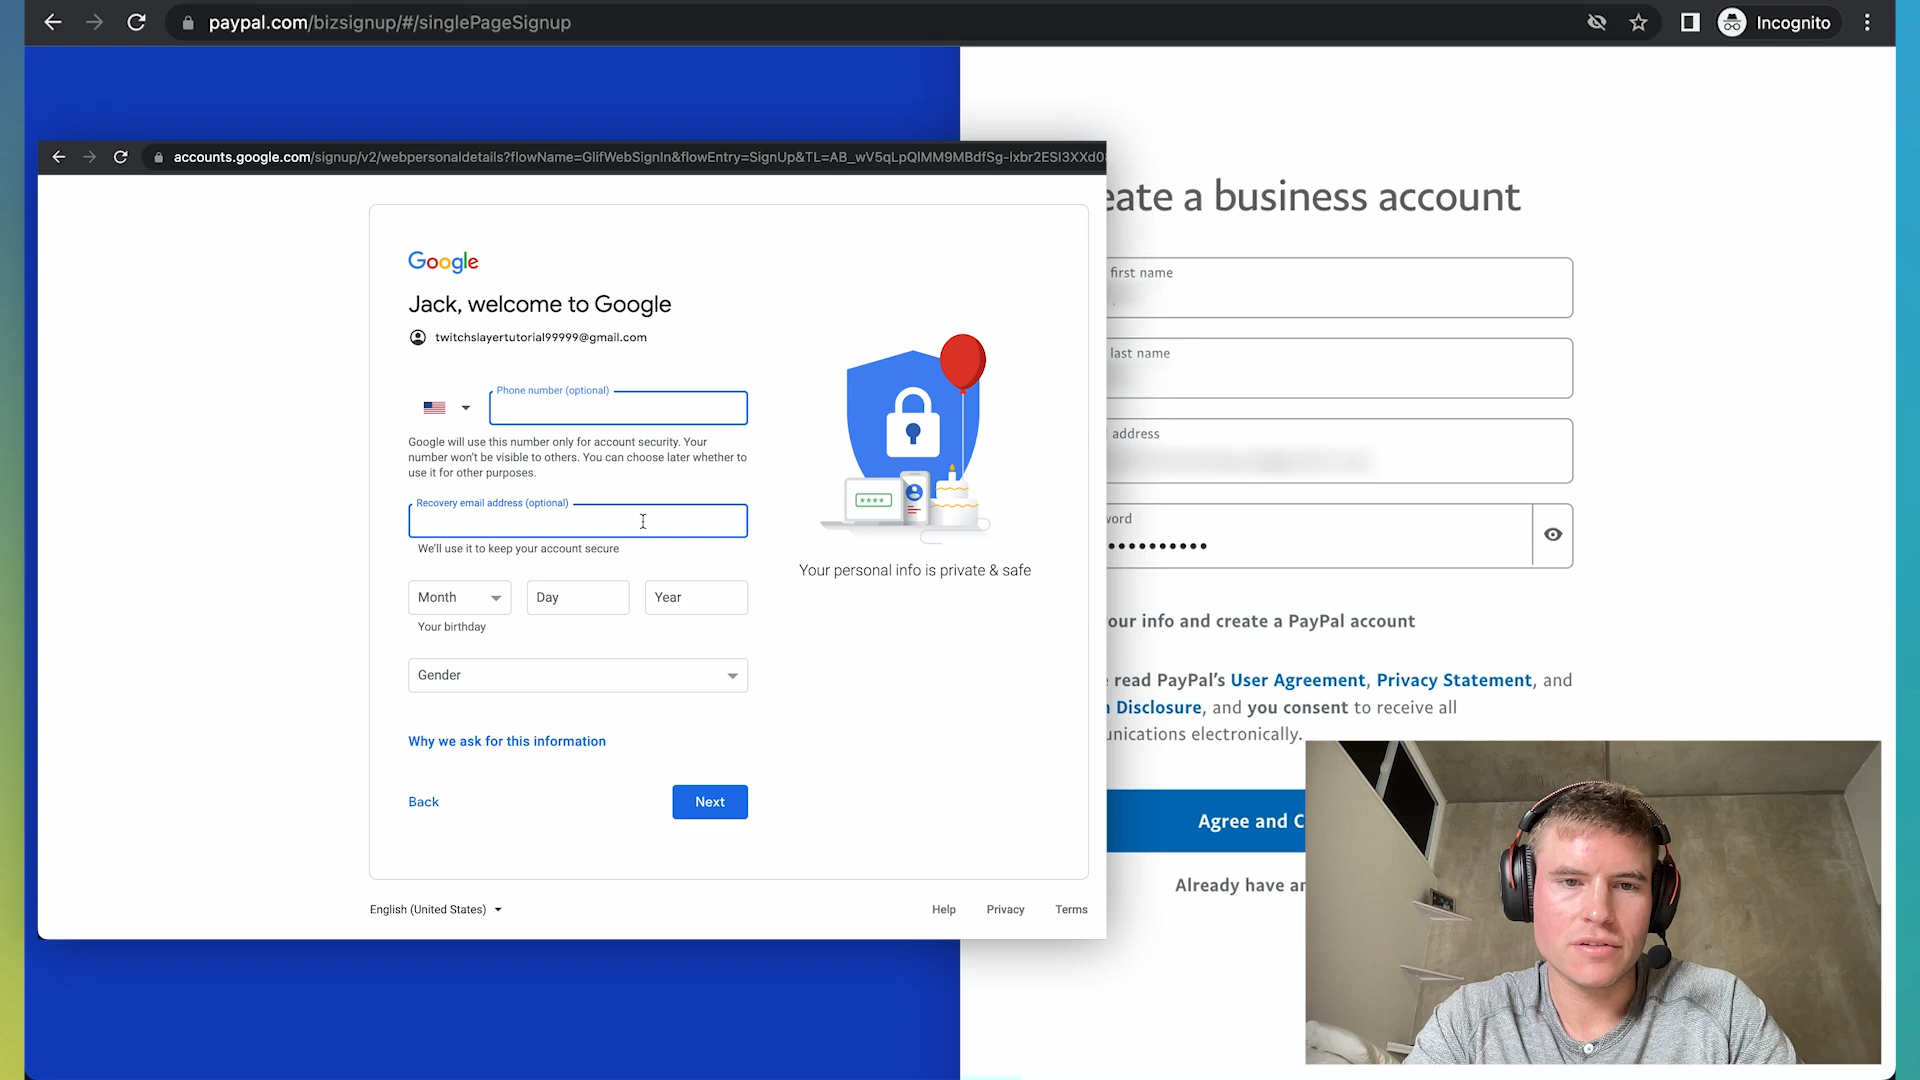 paypal.com/bizsignup/#/singlePageSignup
Incognito
accounts.google.com/signup/v2/webpersonaldetails?flowName=GlifWebSignIn&flowEntry=SignUp&TL=AB_wV5qLpQlMM9MBdfSg-lxbr2ESI3XXd0
Google
Jack, welcome to Google
twitchslayertutorial99999@gmail.com
Phone number (optional)
Google will use this number only for account security. Your
number won't be visible to others. You can choose later whether to
use it for other purposes.
Recovery email address (optional)
We'll use it to keep your account secure
Month
Day
Year
Your birthday
Gender
Why we ask for this information
Back
Next
****
Your personal info is private & safe
English (United States)
Help
Privacy
Terms
eate a business account
first name
last name
address
word
our info and create a PayPal account
read PayPal's User Agreement, Privacy Statement, and
Disclosure, and you consent to receive all
unications electronically.
Agree and C
Already have an